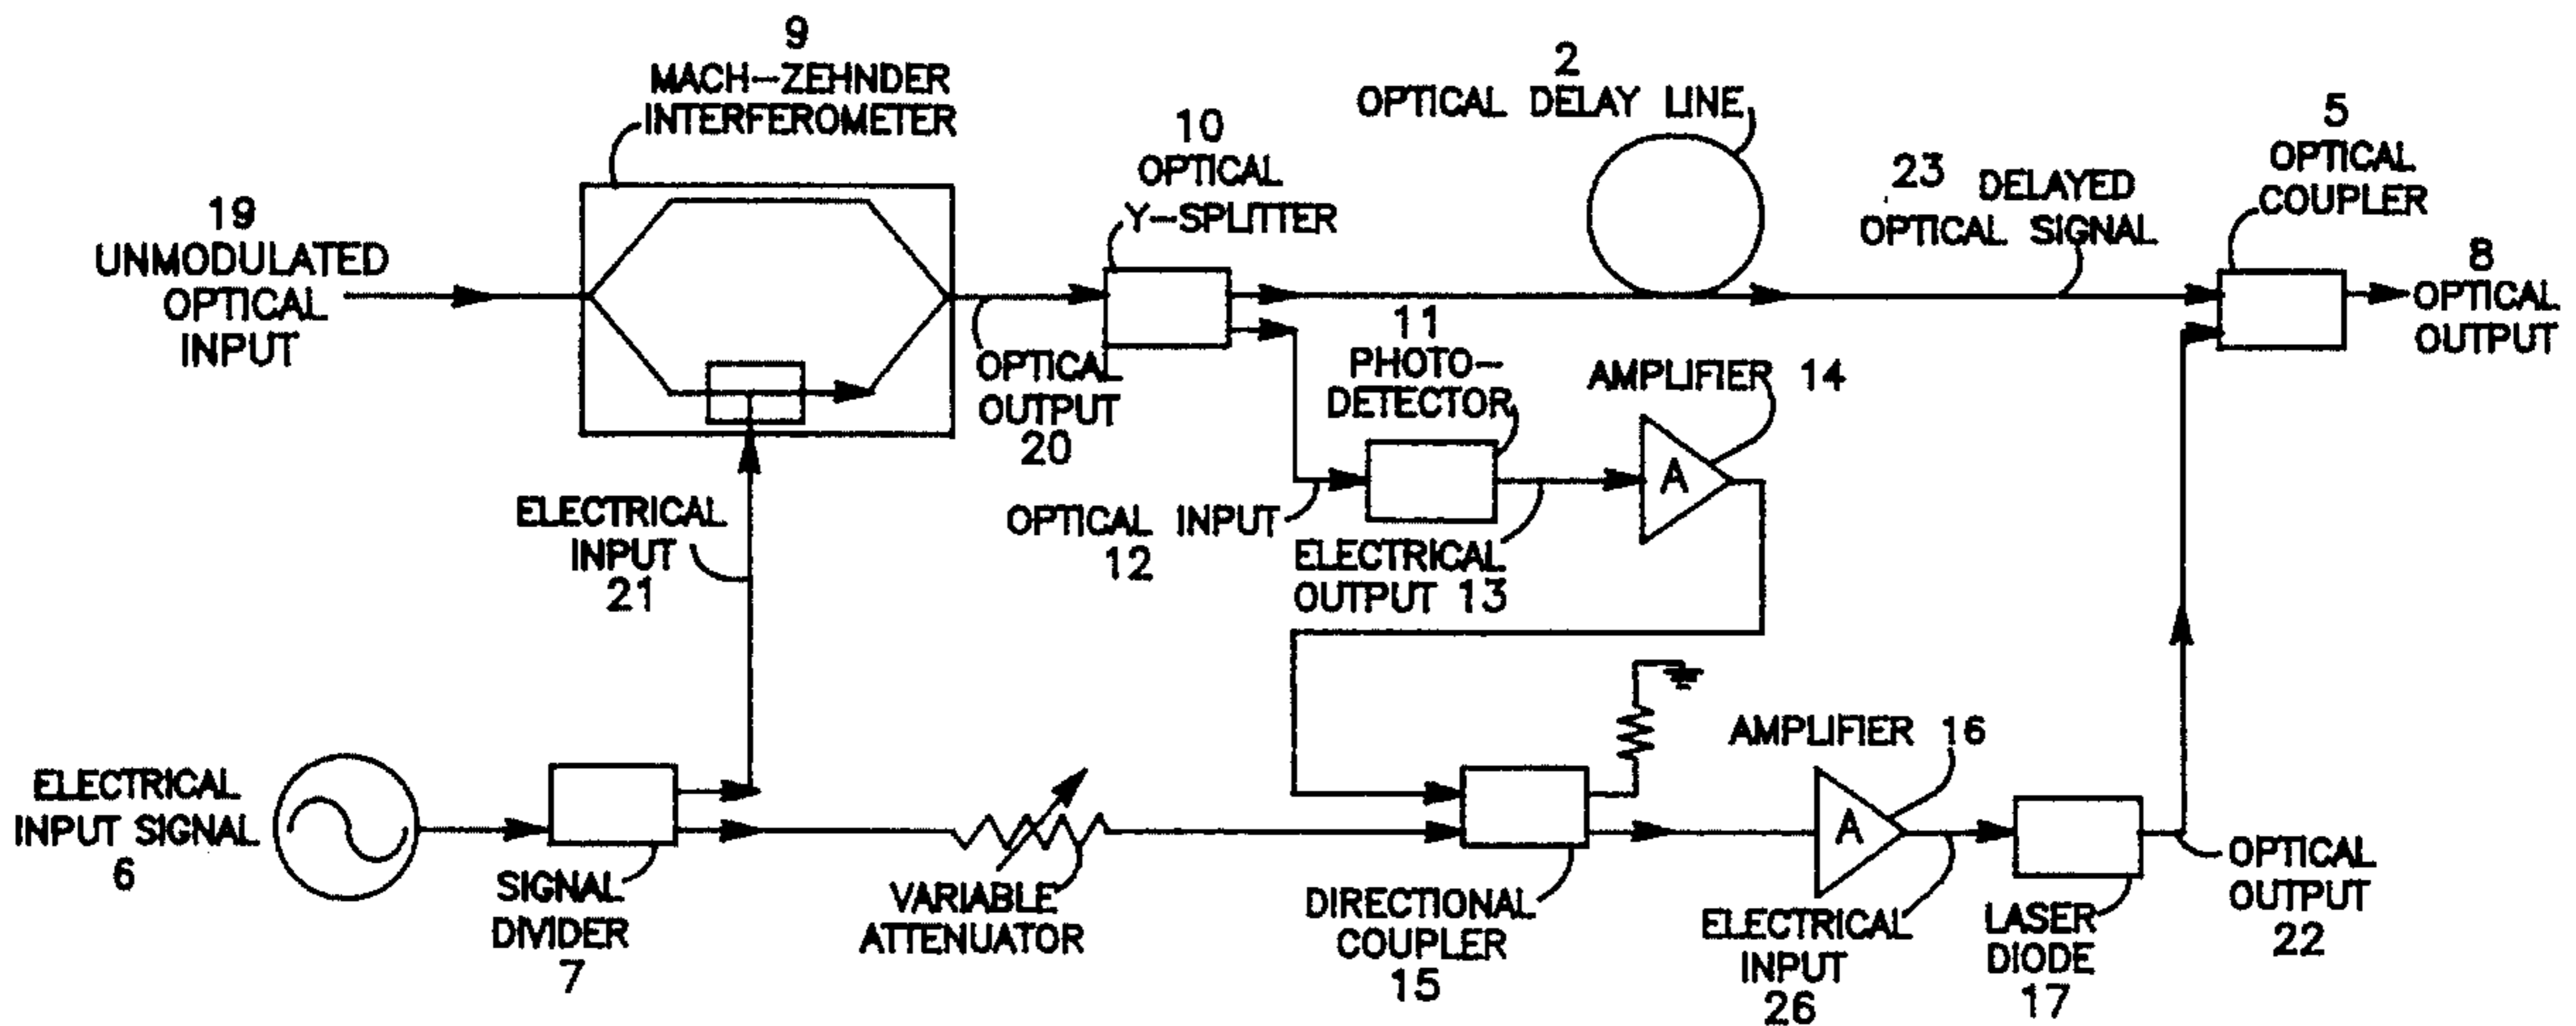 9
MACH-ZEHNDER
INTERFEROMETER
19
UNMODULATED
OPTICAL
INPUT
10
OPTICAL
Y-SPLITTER
2
OPTICAL DELAY LINE
23 DELAYED
OPTICAL SIGNAL
5
OPTICAL
COUPLER
8
OPTICAL
OUTPUT
OPTICAL
OUTPUT
20
11
PHOTO-
DETECTOR
AMPLIFIER 14
A
OPTICAL INPUT
12
ELECTRICAL
OUTPUT 13
ELECTRICAL
INPUT
21
ELECTRICAL
INPUT SIGNAL
6
SIGNAL
DIVIDER
7
VARIABLE
ATTENUATOR
DIRECTIONAL
COUPLER
15
AMPLIFIER 16
A
ELECTRICAL
INPUT
26
LASER
DIODE
17
OPTICAL
OUTPUT
22